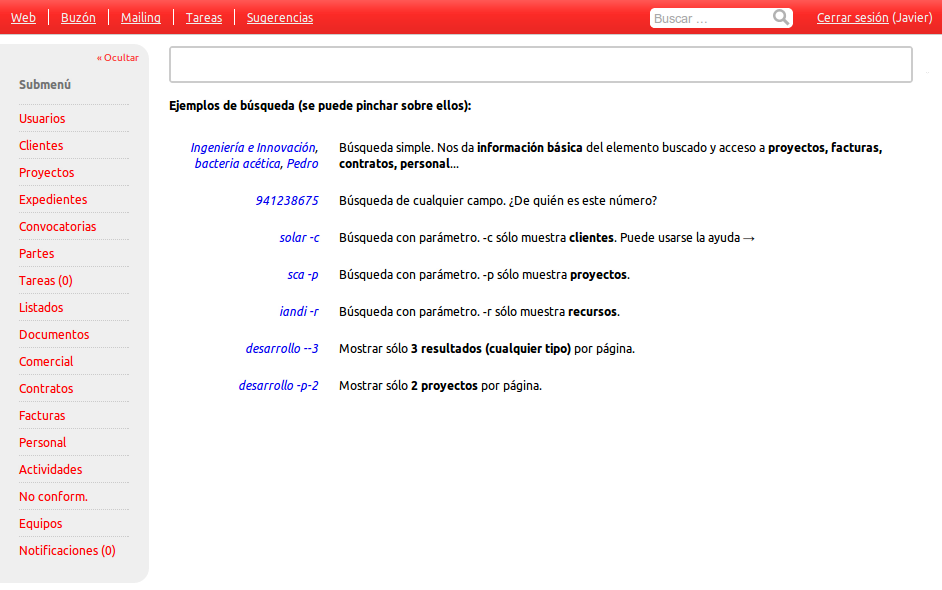 Web Buzón Mailing Tareas Sugerencias Buscar ... Cerrar sesión (Javier)
« Ocultar
Submenú
Usuarios
Clientes
Proyectos
Expedientes
Convocatorias
Partes
Tareas (0)
Listados
Documentos
Comercial
Contratos
Facturas
Personal
Actividades
No conform.
Equipos
Notificaciones (0)
Ejemplos de búsqueda (se puede pinchar sobre ellos):
Ingeniería e Innovación,
bacteria acética, Pedro
Búsqueda simple. Nos da información básica del elemento buscado y acceso a proyectos, facturas,
contratos, personal...
941238675 Búsqueda de cualquier campo. ¿De quién es este número?
solar -c Búsqueda con parámetro. -c sólo muestra clientes. Puede usarse la ayuda →
sca -p Búsqueda con parámetro. -p sólo muestra proyectos.
iandi -r Búsqueda con parámetro. -r sólo muestra recursos.
desarrollo --3 Mostrar sólo 3 resultados (cualquier tipo) por página.
desarrollo -p-2 Mostrar sólo 2 proyectos por página.